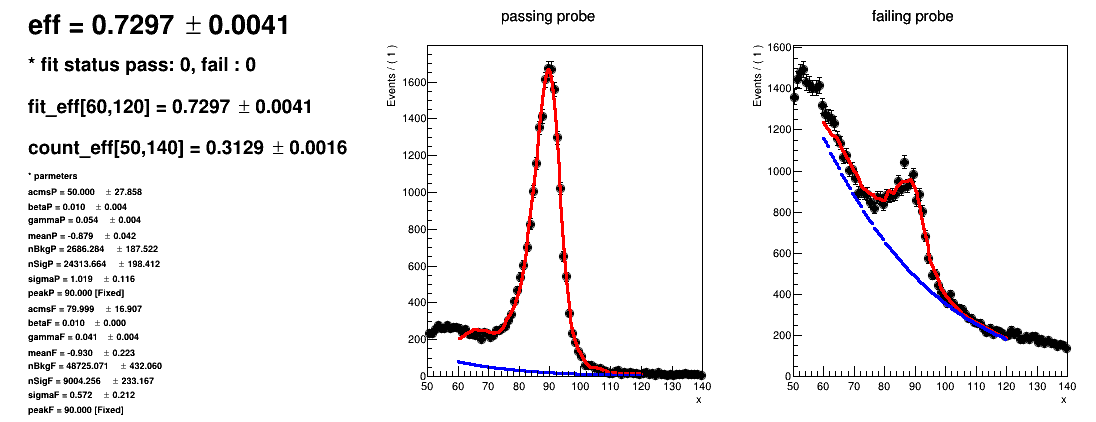 eff = 0.7297 ± 0.0041
* fit status pass: 0, fail : 0
fit_eff[60,120] = 0.7297 ± 0.0041
count_eff[50,140] = 0.3129 ± 0.0016
* parmeters
acmsP = 50.000 ± 27.858
betaP = 0.010 ± 0.004
gammaP = 0.054 ± 0.004
meanP = -0.879 ± 0.042
nBkgP = 2686.284 ± 187.522
nSigP = 24313.664 ± 198.412
sigmaP = 1.019 ± 0.116
peakP = 90.000 [Fixed]
acmsF = 79.999 ± 16.907
betaF = 0.010 ± 0.000
gammaF = 0.041 ± 0.004
meanF = -0.930 ± 0.223
nBkgF = 48725.071 ± 432.060
nSigF = 9004.256 ± 233.167
sigmaF = 0.572 ± 0.212
peakF = 90.000 [Fixed]
passing probe
Events / ( 1 )
1600
1400
1200
1000
800
600
400
200
0
50 60 70 80 90 100 110 120 130 140
x
failing probe
Events / ( 1 )
1600
1400
1200
1000
800
600
400
200
0
50 60 70 80 90 100 110 120 130 140
x